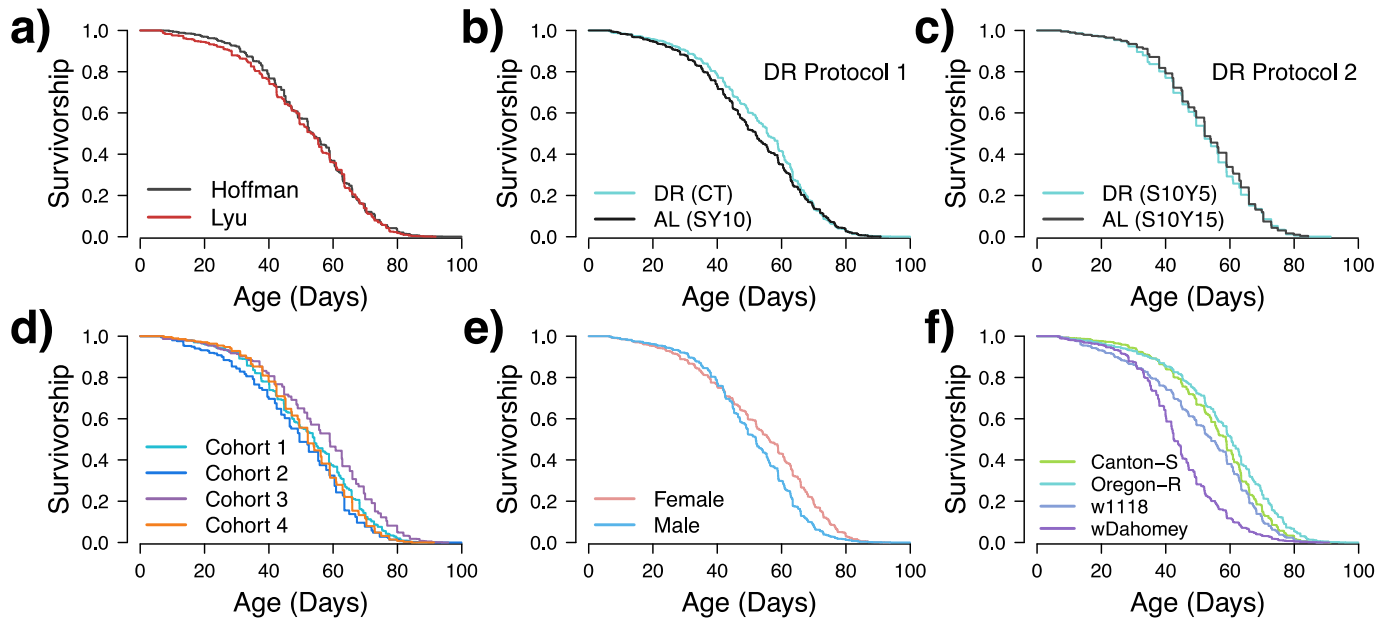 a)
Survivorship
1.0
0.8
0.6
0.4
0.2
0.0
Hoffman
Lyu
0 20 40 60 80 100
Age (Days)
b)
Survivorship
1.0
0.8
0.6
0.4
0.2
0.0
DR Protocol 1
DR (CT)
AL (SY10)
0 20 40 60 80 100
Age (Days)
c)
Survivorship
1.0
0.8
0.6
0.4
0.2
0.0
DR Protocol 2
DR (S10Y5)
AL (S10Y15)
0 20 40 60 80 100
Age (Days)
d)
Survivorship
1.0
0.8
0.6
0.4
0.2
0.0
Cohort 1
Cohort 2
Cohort 3
Cohort 4
0 20 40 60 80 100
Age (Days)
e)
Survivorship
1.0
0.8
0.6
0.4
0.2
0.0
Female
Male
0 20 40 60 80 100
Age (Days)
f)
Survivorship
1.0
0.8
0.6
0.4
0.2
0.0
Canton-S
Oregon-R
w1118
wDahomey
0 20 40 60 80 100
Age (Days)